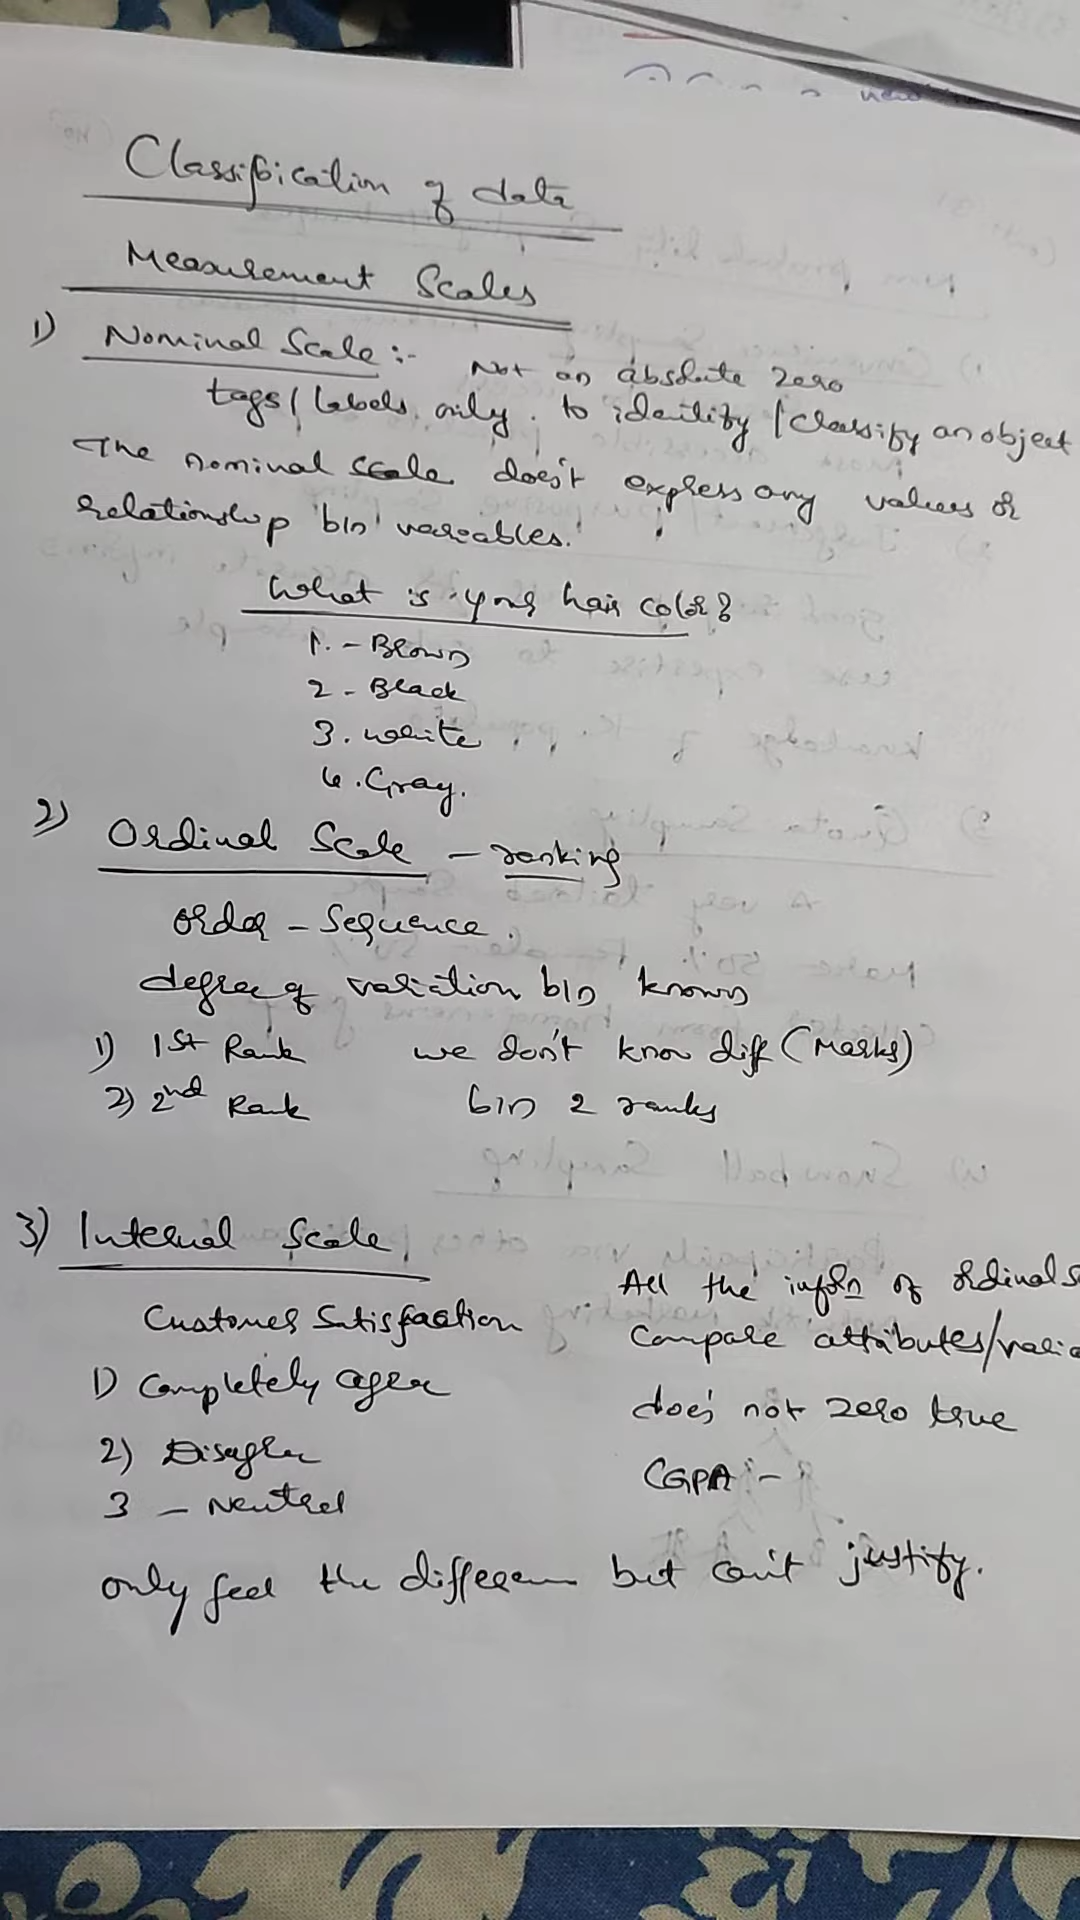 Classification of data
Measurement Scales
1) Nominal Scale :- Not an absolute zero
tags / labels only. to identity / classify an object
The nominal scale does't express any values or
relationship b/n variables.
What is your hair color?
1. - Brown
2 - Black
3. white
4. Gray.
2) Ordinal Scale - ranking
order - Sequence.
degree of variation b/n known
1) 1st Rank we don't know diff (Marks)
2) 2nd Rank b/n 2 ranks
3) Interval Scale
All the infon of ordinal s
Customer Satisfaction
Compare attributes/varia
1) Completely agree
does not zero true
2) Disagree
CGPA :-
3 - Neutral
only feel the difference but can't justify.